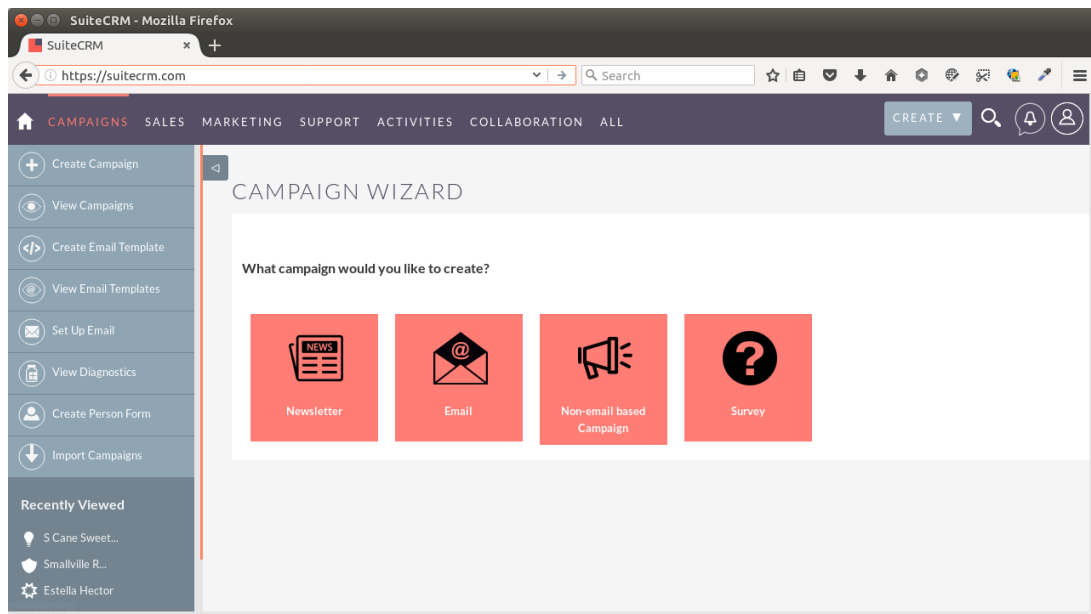 SuiteCRM - Mozilla Firefox
SuiteCRM
https://suitecrm.com
Search
CAMPAIGNS SALES MARKETING SUPPORT ACTIVITIES COLLABORATION ALL
CREATE
Create Campaign
View Campaigns
Create Email Template
View Email Templates
Set Up Email
View Diagnostics
Create Person Form
Import Campaigns
Recently Viewed
S Cane Sweet...
Smallville R...
Estella Hector
CAMPAIGN WIZARD
What campaign would you like to create?
NEWS
Newsletter
@
Email
Non-email based
Campaign
?
Survey